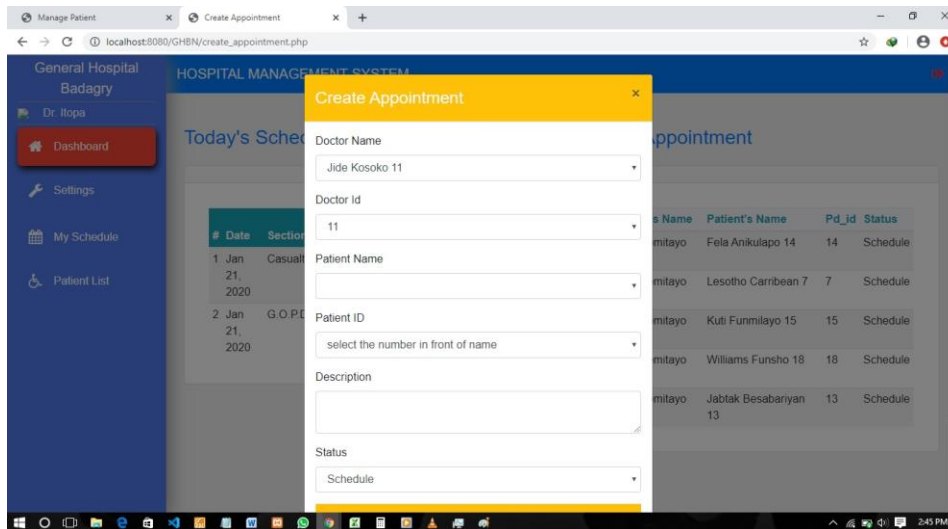 Manage Patient
Create Appointment
localhost:8080/GHBN/create_appointment.php
General Hospital
Badagry
HOSPITAL MANAGEMENT SYSTEM
Dr. Itopa
Dashboard
Settings
My Schedule
Patient List
Today's Sched
ppointment
# Date Section
1 Jan 21, 2020 Casualt
2 Jan 21, 2020 G.O.P.D
s Name Patient's Name Pd_id Status
mitayo Fela Anikulapo 14 14 Schedule
mitayo Lesotho Carribean 7 7 Schedule
mitayo Kuti Funmilayo 15 15 Schedule
mitayo Williams Funsho 18 18 Schedule
mitayo Jabtak Besabariyan 13 13 Schedule
Create Appointment ×
Doctor Name
Jide Kosoko 11
Doctor Id
11
Patient Name
Patient ID
select the number in front of name
Description
Status
Schedule
2:45 PM